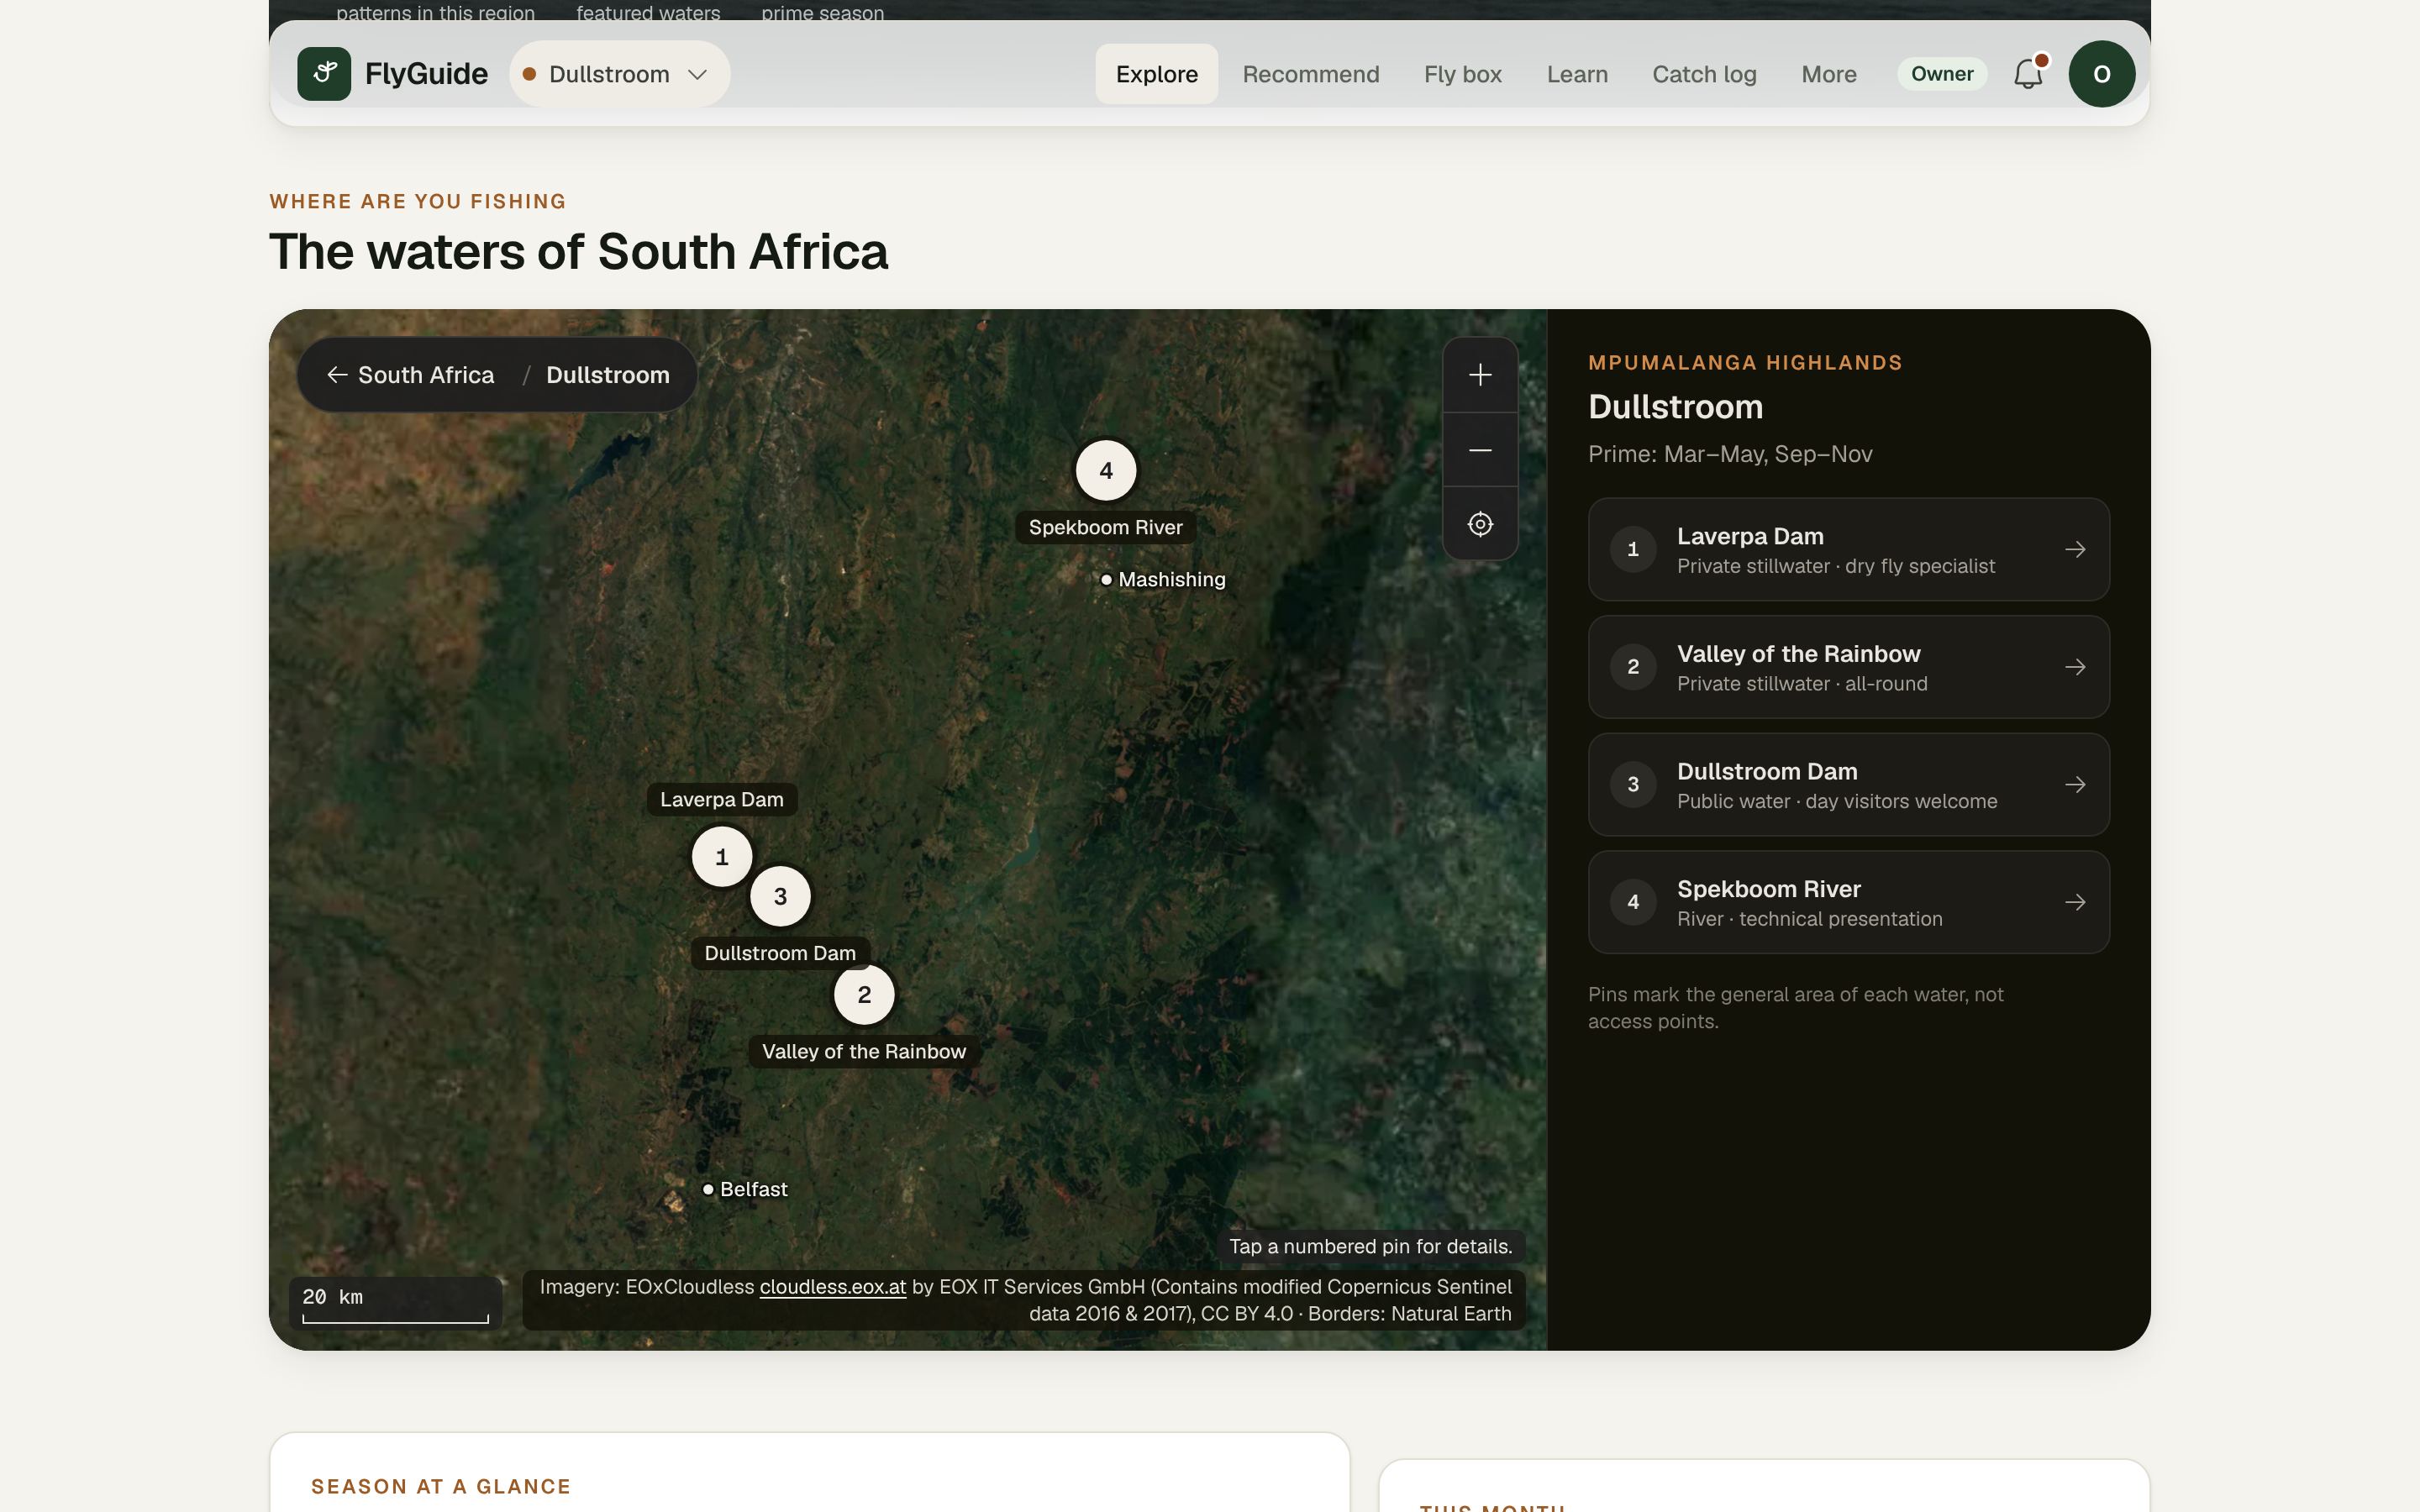 patterns in this region featured waters prime season
FlyGuide
Dullstroom
Explore Recommend Fly box Learn Catch log More Owner O
WHERE ARE YOU FISHING
The waters of South Africa
South Africa / Dullstroom
4
Spekboom River
Mashishing
Laverpa Dam
1
3
Dullstroom Dam
2
Valley of the Rainbow
Belfast
Tap a numbered pin for details.
20 km
Imagery: EOxCloudless cloudless.eox.at by EOX IT Services GmbH (Contains modified Copernicus Sentinel
data 2016 & 2017), CC BY 4.0 · Borders: Natural Earth
MPUMALANGA HIGHLANDS
Dullstroom
Prime: Mar–May, Sep–Nov
1 Laverpa Dam
Private stillwater · dry fly specialist
2 Valley of the Rainbow
Private stillwater · all-round
3 Dullstroom Dam
Public water · day visitors welcome
4 Spekboom River
River · technical presentation
Pins mark the general area of each water, not
access points.
SEASON AT A GLANCE
THIS MONTH